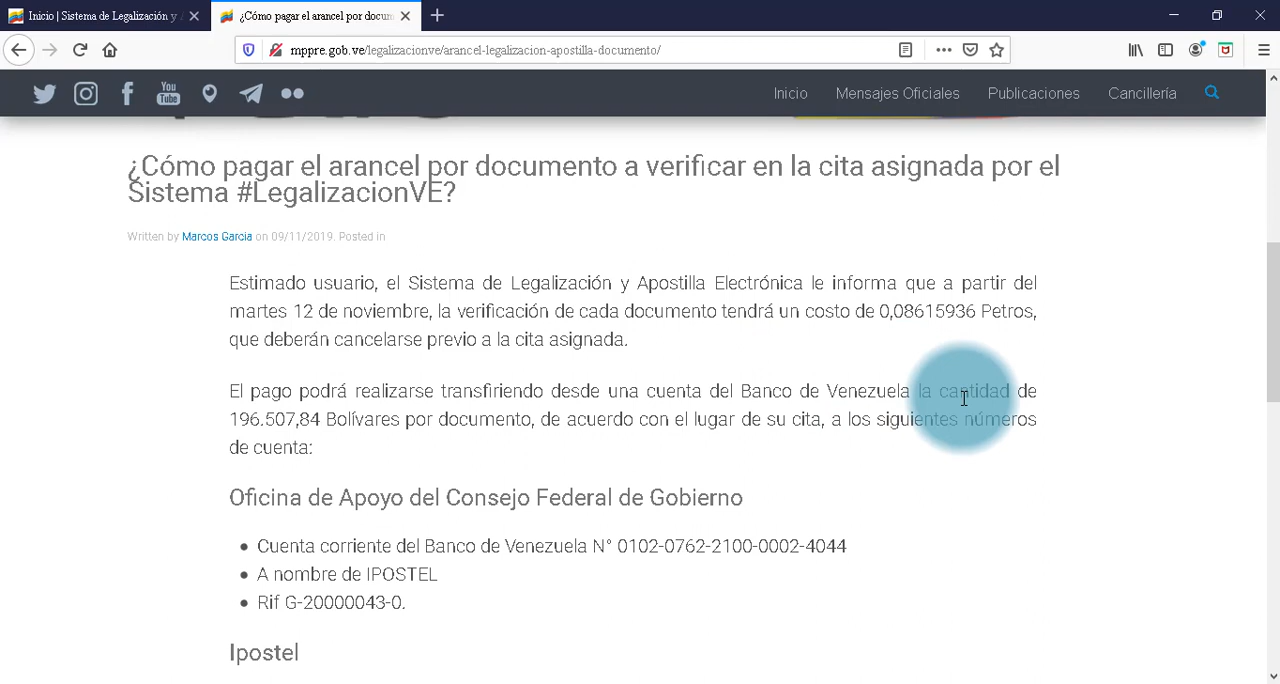 Inicio | Sistema de Legalización y A
¿Cómo pagar el arancel por docum
mppre.gob.ve/legalizacionve/arancel-legalizacion-apostilla-documento/
You Tube
Inicio Mensajes Oficiales Publicaciones Cancillería
¿Cómo pagar el arancel por documento a verificar en la cita asignada por el
Sistema #LegalizacionVE?
Written by Marcos Garcia on 09/11/2019. Posted in
Estimado usuario, el Sistema de Legalización y Apostilla Electrónica le informa que a partir del
martes 12 de noviembre, la verificación de cada documento tendrá un costo de 0,08615936 Petros,
que deberán cancelarse previo a la cita asignada.
El pago podrá realizarse transfiriendo desde una cuenta del Banco de Venezuela la cantidad de
196.507,84 Bolívares por documento, de acuerdo con el lugar de su cita, a los siguientes números
de cuenta:
Oficina de Apoyo del Consejo Federal de Gobierno
Cuenta corriente del Banco de Venezuela N° 0102-0762-2100-0002-4044
A nombre de IPOSTEL
Rif G-20000043-0.
Ipostel